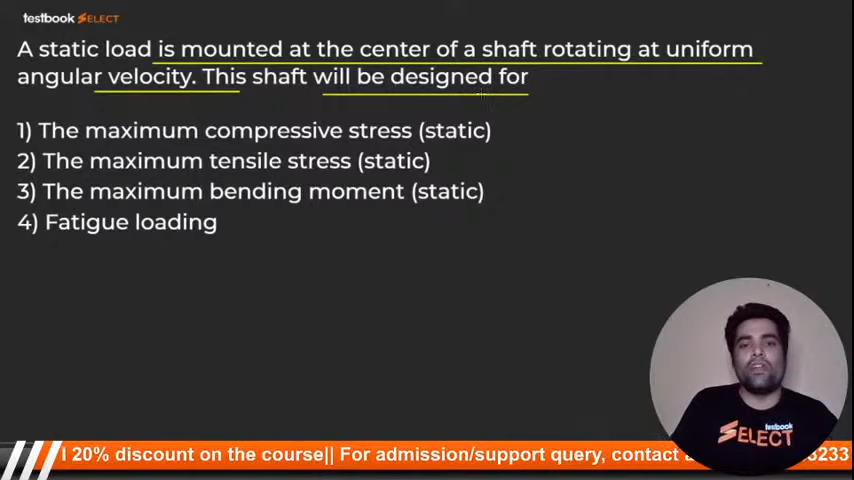 testbook SELECT
A static load is mounted at the center of a shaft rotating at uniform
angular velocity. This shaft will be designed for
1) The maximum compressive stress (static)
2) The maximum tensile stress (static)
3) The maximum bending moment (static)
4) Fatigue loading
testbook
SELECT
20% discount on the course|| For admission/support query, contact